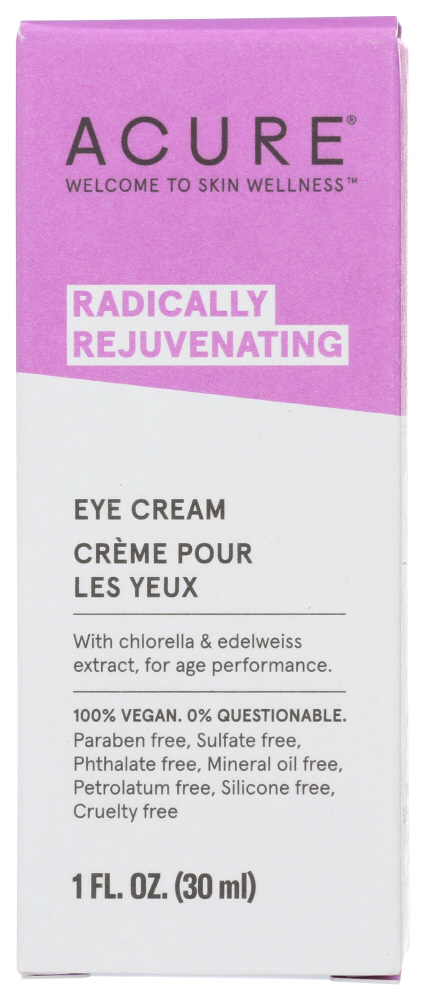 ACURE®
WELCOME TO SKIN WELLNESS™
RADICALLY
REJUVENATING
EYE CREAM
CRÈME POUR
LES YEUX
With chlorella & edelweiss
extract, for age performance.
100% VEGAN. 0% QUESTIONABLE.
Paraben free, Sulfate free,
Phthalate free, Mineral oil free,
Petrolatum free, Silicone free,
Cruelty free
1 FL. OZ. (30 ml)